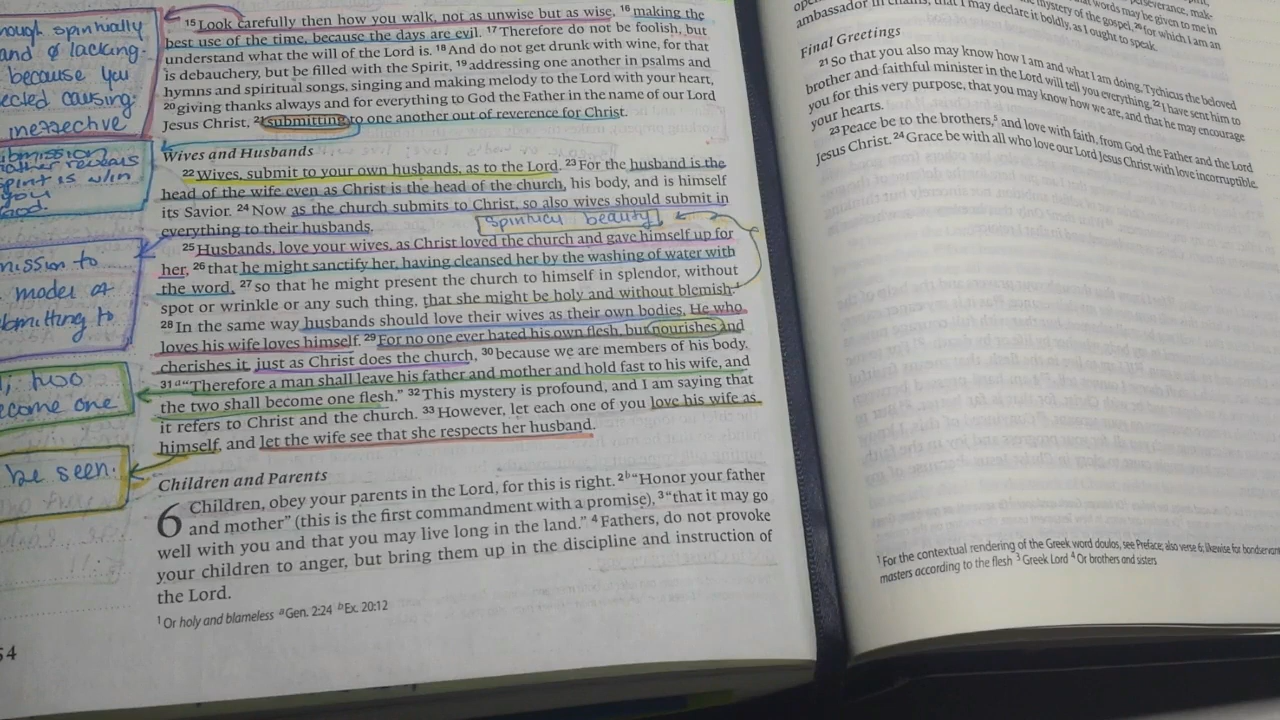 nough spiritually
and & lacking
because you
ected causing
ineffective
bmission
rather reveals
spirit is w/in
you
God.
mission to
model of
bmitting to
two
ecome one
be seen.
54
15 Look carefully then how you walk, not as unwise but as wise, 16 making the
best use of the time, because the days are evil. 17 Therefore do not be foolish, but
understand what the will of the Lord is. 18 And do not get drunk with wine, for that
is debauchery, but be filled with the Spirit, 19 addressing one another in psalms and
hymns and spiritual songs, singing and making melody to the Lord with your heart,
20 giving thanks always and for everything to God the Father in the name of our Lord
Jesus Christ, 21 submitting to one another out of reverence for Christ.
Wives and Husbands
22 Wives, submit to your own husbands, as to the Lord. 23 For the husband is the
head of the wife even as Christ is the head of the church, his body, and is himself
its Savior. 24 Now as the church submits to Christ, so also wives should submit in
everything to their husbands.
beauty
25 Husbands, love your wives, as Christ loved the church and gave himself up for
her, 26 that he might sanctify her, having cleansed her by the washing of water with
the word, 27 so that he might present the church to himself in splendor, without
spot or wrinkle or any such thing, that she might be holy and without blemish.1
28 In the same way husbands should love their wives as their own bodies. He who
loves his wife loves himself. 29 For no one ever hated his own flesh, but nourishes and
cherishes it, just as Christ does the church, 30 because we are members of his body.
31 a "Therefore a man shall leave his father and mother and hold fast to his wife, and
the two shall become one flesh." 32 This mystery is profound, and I am saying that
it refers to Christ and the church. 33 However, let each one of you love his wife as
himself, and let the wife see that she respects her husband.
Children and Parents
6 Children, obey your parents in the Lord, for this is right. 2 b "Honor your father
and mother" (this is the first commandment with a promise), 3 "that it may go
well with you and that you may live long in the land." 4 Fathers, do not provoke
your children to anger, but bring them up in the discipline and instruction of
the Lord.
1 Or holy and blameless a Gen. 2:24 b Ex. 20:12
perseverance, mak-
that words may be given to me in
mystery of the gospel, 20 for which I am an
ambassador in chains, that I may declare it boldly, as I ought to speak.
Final Greetings
21 So that you also may know how I am and what I am doing, Tychicus the beloved
brother and faithful minister in the Lord will tell you everything. 22 I have sent him to
you for this very purpose, that you may know how we are, and that he may encourage
your hearts.
23 Peace be to the brothers,5 and love with faith, from God the Father and the Lord
Jesus Christ. 24 Grace be with all who love our Lord Jesus Christ with love incorruptible.
1 For the contextual rendering of the Greek word doulos, see Preface; also verse 6; likewise for bondservant
masters according to the flesh 3 Greek Lord 4 Or brothers and sisters